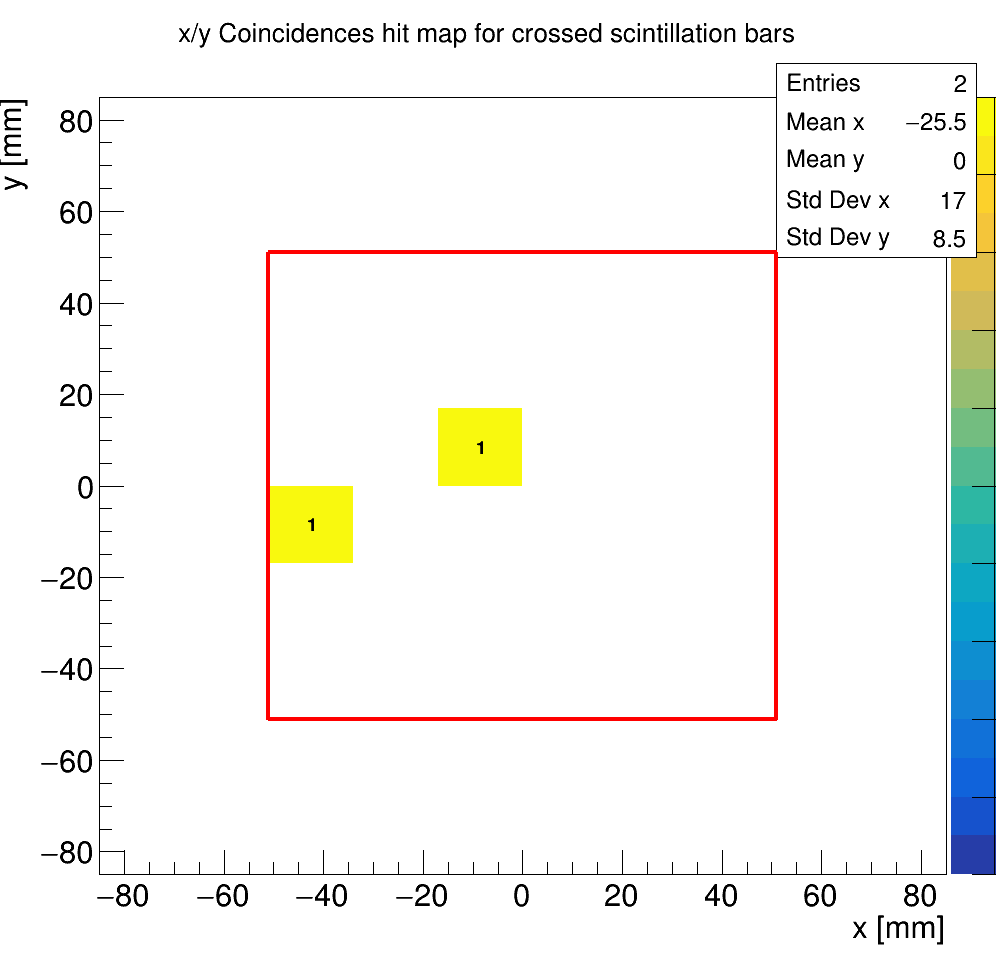 x/y Coincidences hit map for crossed scintillation bars
Entries 2
Mean x −25.5
Mean y 0
Std Dev x 17
Std Dev y 8.5
y [mm]
80
60
40
20
0
−20
−40
−60
−80
1
1
−80 −60 −40 −20 0 20 40 60 80
x [mm]